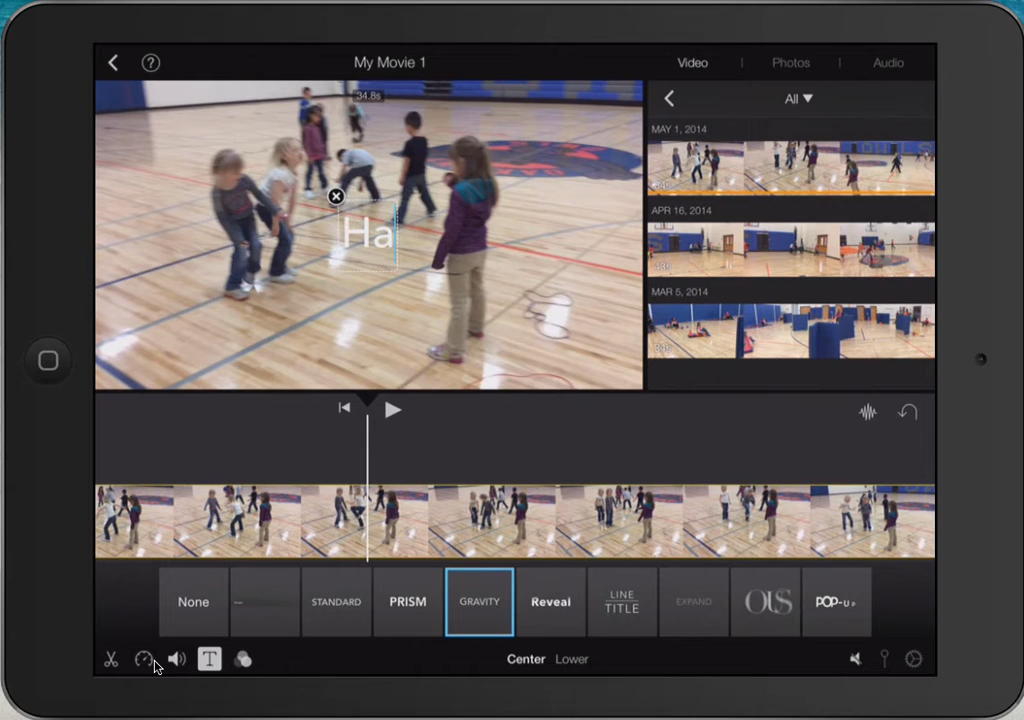 My Movie 1
Video | Photos | Audio
34.8s
All ▼
MAY 1, 2014
APR 16, 2014
MAR 5, 2014
Ha
None
STANDARD
PRISM
GRAVITY
Reveal
LINE
TITLE
EXPAND
POP-UP
T
Center Lower